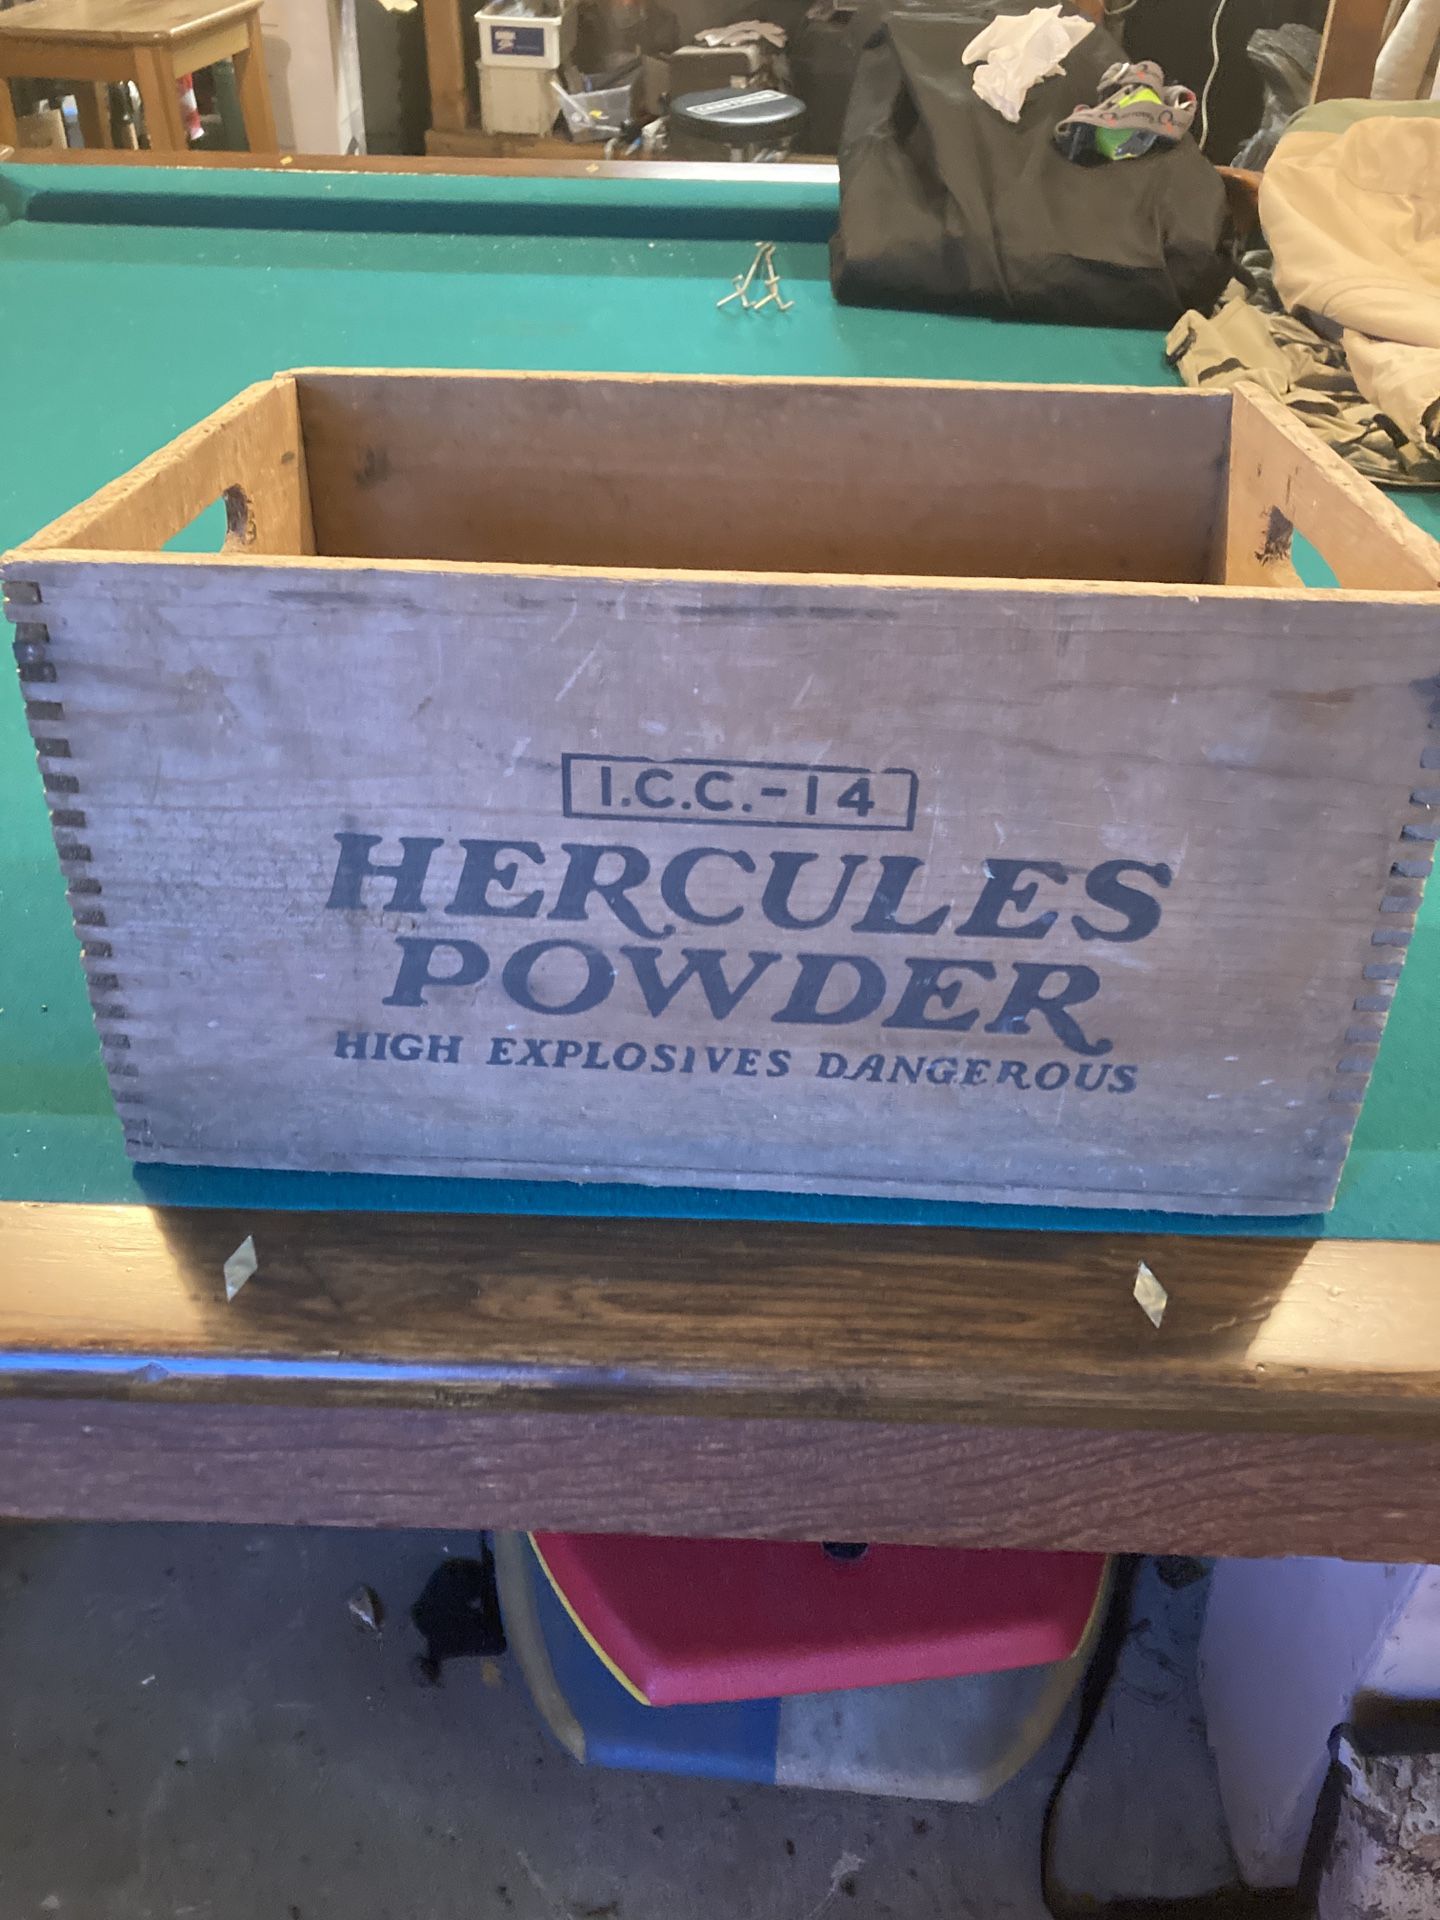 I.C.C.-14
HERCULES
POWDER
HIGH EXPLOSIVES DANGEROUS